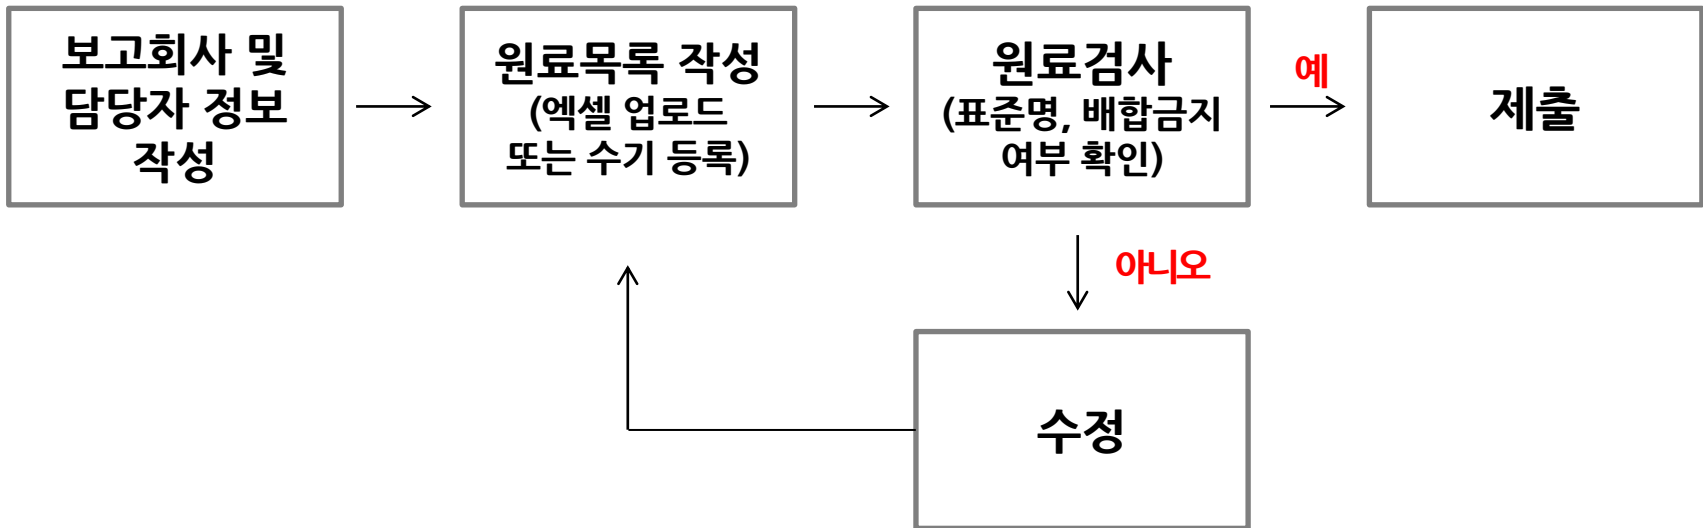 보고회사 및
담당자 정보
작성
원료목록 작성
(엑셀 업로드
또는 수기 등록)
원료검사
(표준명, 배합금지
여부 확인)
예
제출
아니오
수정